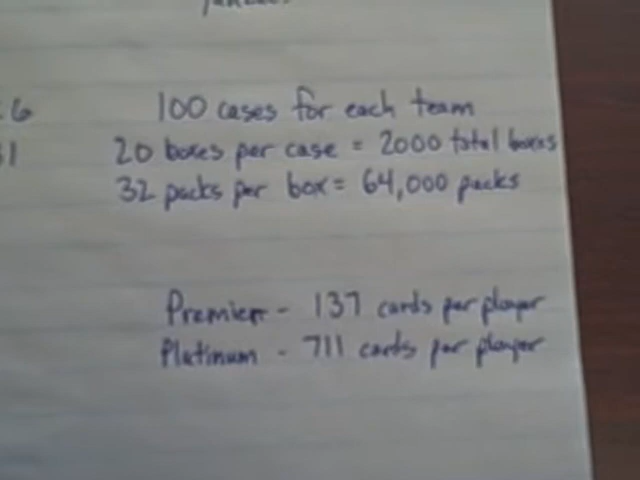 100 cases for each team
20 boxes per case = 2000 total boxes
32 packs per box = 64,000 packs
Premier - 137 cards per player
Platinum - 711 cards per player